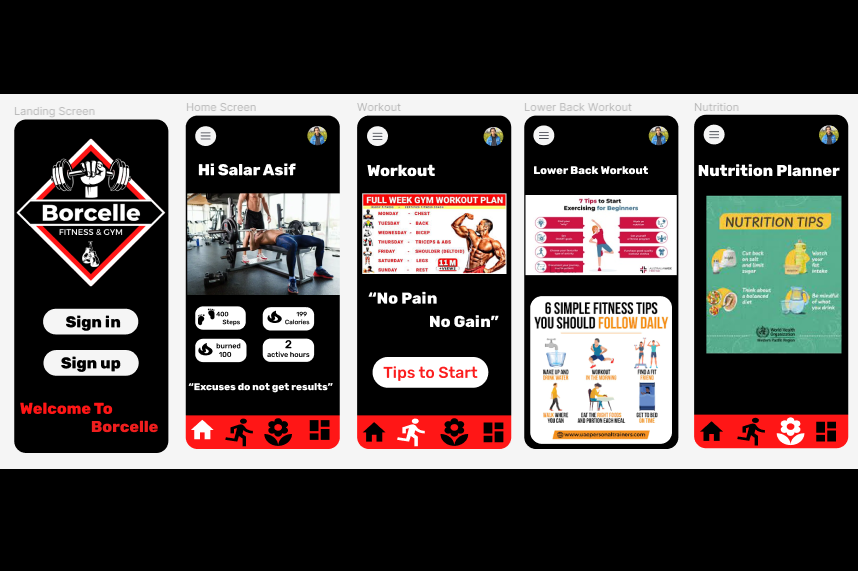 Landing Screen
Borcelle
FITNESS & GYM
Sign in
Sign up
Welcome To
Borcelle
Home Screen
Hi Salar Asif
400
Steps
199
Calories
burned
100
2
active hours
“Excuses do not get results”
Workout
Workout
FULL WEEK GYM WORKOUT PLAN
MONDAY - CHEST
TUESDAY - BACK
WEDNESDAY - BICEP
THURSDAY - TRICEPS & ABS
FRIDAY - SHOULDER (DELTOID)
SATURDAY - LEGS
SUNDAY - REST
11 M
VIEWS
“No Pain
No Gain”
Tips to Start
Lower Back Workout
Lower Back Workout
7 Tips to Start
Exercising for Beginners
6 SIMPLE FITNESS TIPS
YOU SHOULD FOLLOW DAILY
WAKE UP AND
DRINK WATER
WORKOUT
IN THE MORNING
FIND A FIT
FRIEND
WALK WHERE
YOU CAN
EAT THE RIGHT FOODS
AND PORTION EACH MEAL
GET TO BED
ON TIME
www.uaepersonaltrainers.com
Nutrition
Nutrition Planner
NUTRITION TIPS
Cut back
on salt
and limit
sugar
Watch
your
fat
intake
Think about
a balanced
diet
Be mindful
of what
you drink
World Health
Organization
Western Pacific Region